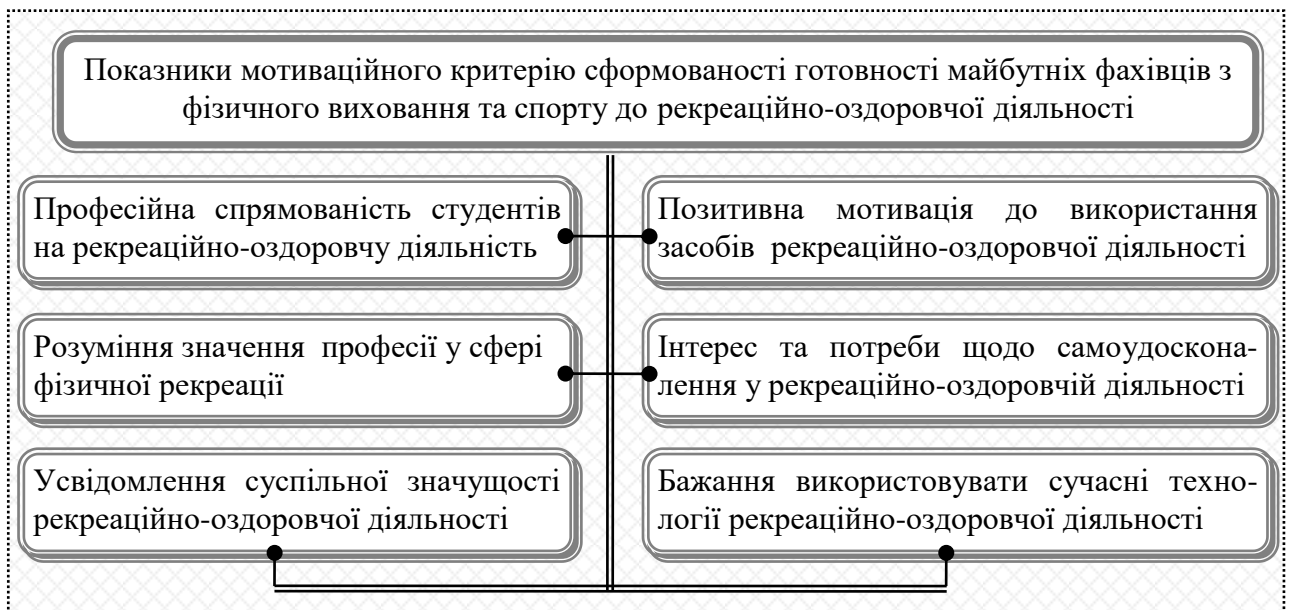 Показники мотиваційного критерію сформованості готовності майбутніх фахівців з
фізичного виховання та спорту до рекреаційно-оздоровчої діяльності
Професійна спрямованість студентів
на рекреаційно-оздоровчу діяльність
Позитивна мотивація до використання
засобів рекреаційно-оздоровчої діяльності
Розуміння значення професії у сфері
фізичної рекреації
Інтерес та потреби щодо самоудоскона-
лення у рекреаційно-оздоровчій діяльності
Усвідомлення суспільної значущості
рекреаційно-оздоровчої діяльності
Бажання використовувати сучасні техно-
логії рекреаційно-оздоровчої діяльності